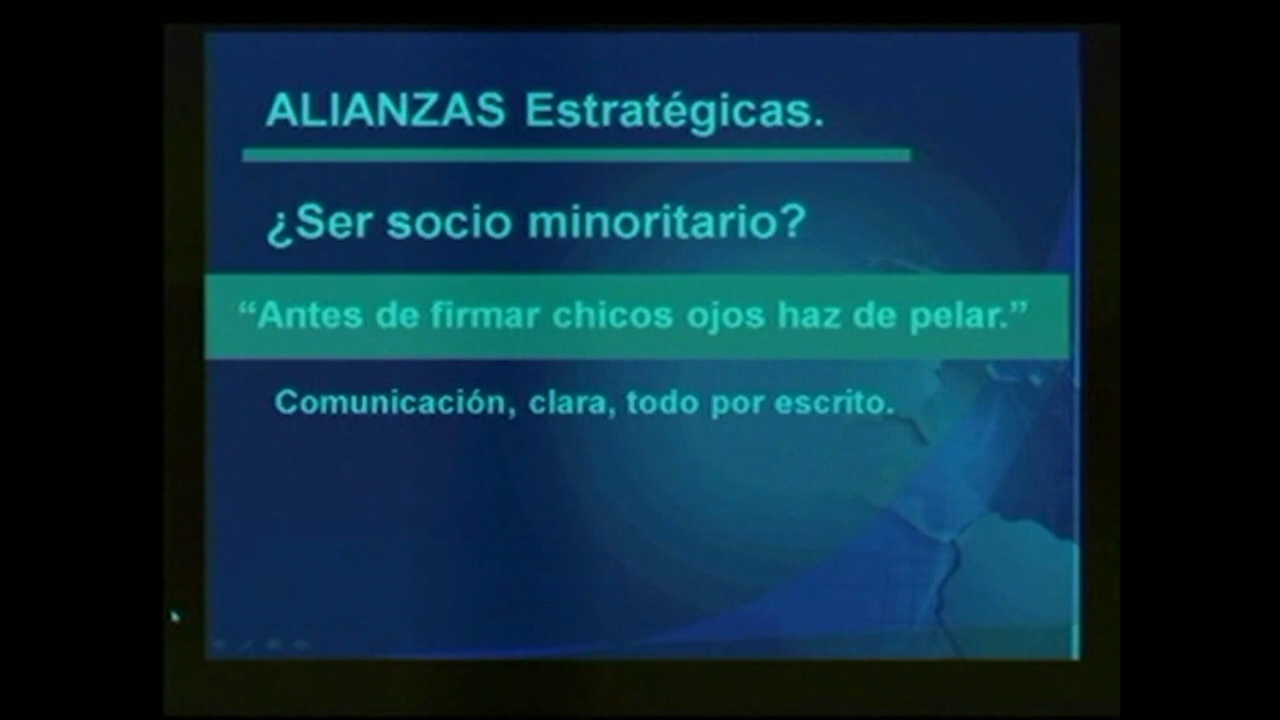 ALIANZAS Estratégicas.
¿Ser socio minoritario?
“Antes de firmar chicos ojos haz de pelar.”
Comunicación, clara, todo por escrito.